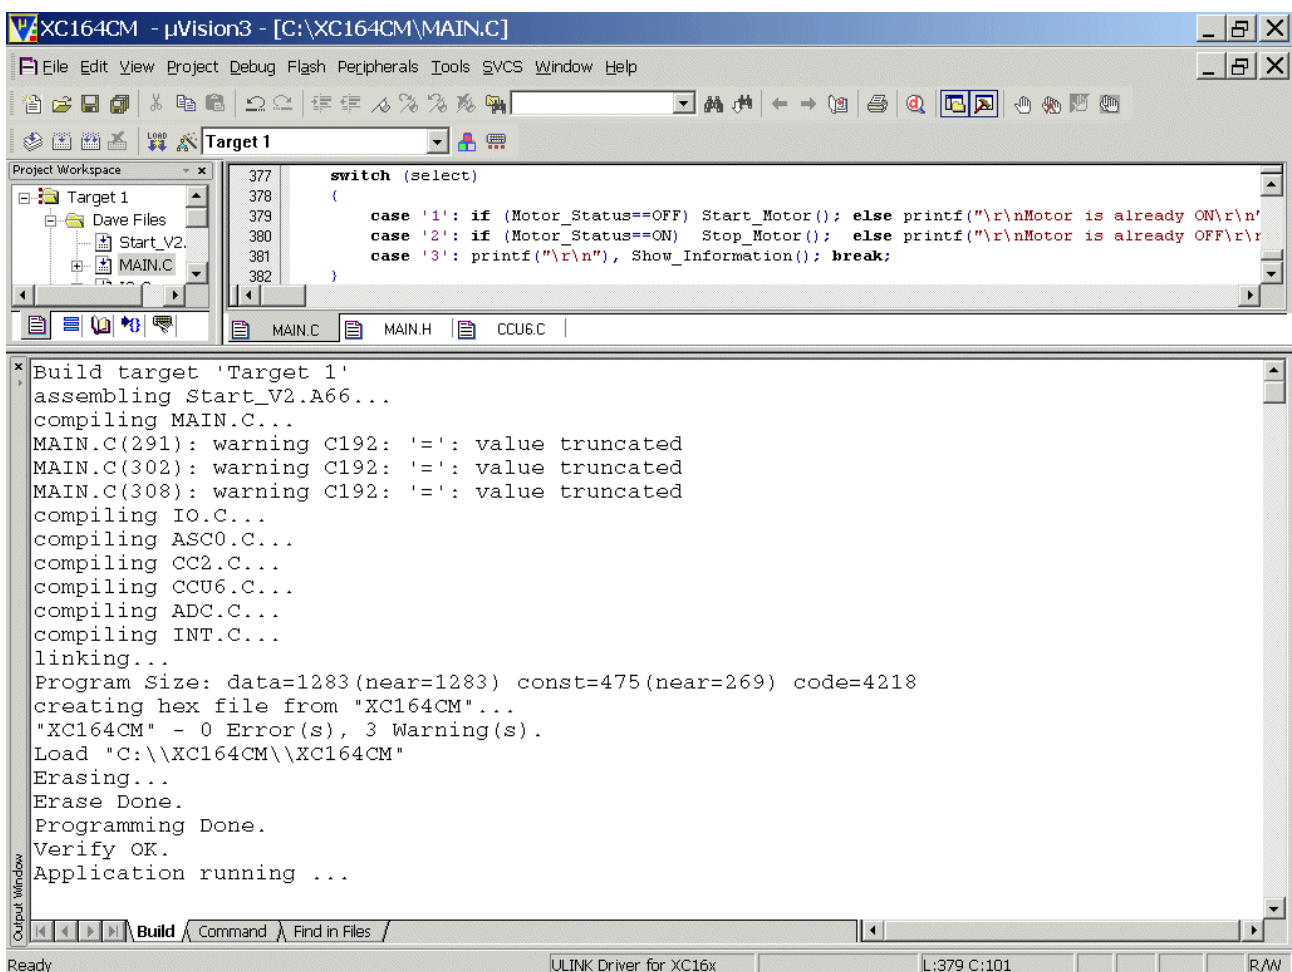 XC164CM - µVision3 - [C:\XC164CM\MAIN.C]
File Edit View Project Debug Flash Peripherals Tools SVCS Window Help
LOAD Target 1
Project Workspace
Target 1
Dave Files
Start_V2.
MAIN.C
377 switch (select)
378 {
379 case '1': if (Motor_Status==OFF) Start_Motor(); else printf("\r\nMotor is already ON\r\n"
380 case '2': if (Motor_Status==ON) Stop_Motor(); else printf("\r\nMotor is already OFF\r\r
381 case '3': printf("\r\n"), Show_Information(); break;
382 }
MAIN.C MAIN.H CCU6.C
Build target 'Target 1'
assembling Start_V2.A66...
compiling MAIN.C...
MAIN.C(291): warning C192: '=': value truncated
MAIN.C(302): warning C192: '=': value truncated
MAIN.C(308): warning C192: '=': value truncated
compiling IO.C...
compiling ASC0.C...
compiling CC2.C...
compiling CCU6.C...
compiling ADC.C...
compiling INT.C...
linking...
Program Size: data=1283(near=1283) const=475(near=269) code=4218
creating hex file from "XC164CM"...
"XC164CM" - 0 Error(s), 3 Warning(s).
Load "C:\\XC164CM\\XC164CM"
Erasing...
Erase Done.
Programming Done.
Verify OK.
Application running ...
Output Window
Build Command Find in Files
Ready ULINK Driver for XC16x L:379 C:101 R/W